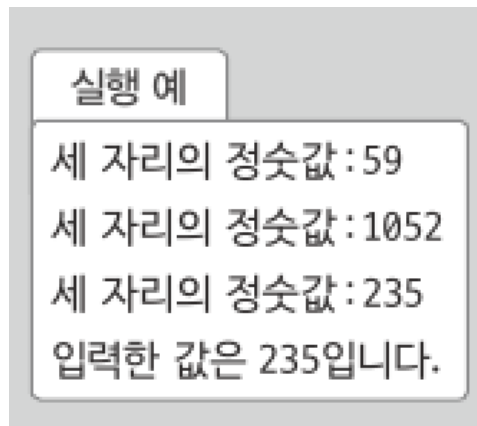 실행 예
세 자리의 정숫값:59
세 자리의 정숫값:1052
세 자리의 정숫값:235
입력한 값은 235입니다.